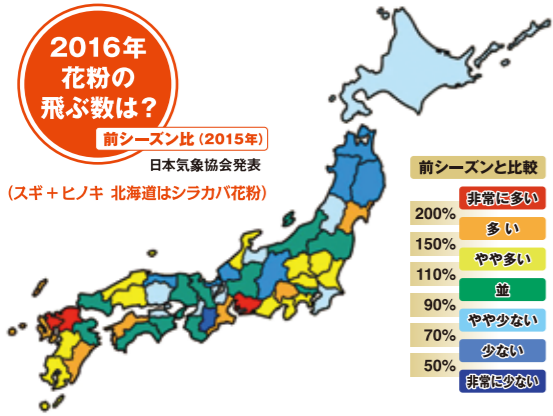 2016年
花粉の
飛ぶ数は？
前シーズン比（2015年）
日本気象協会発表
（スギ＋ヒノキ 北海道はシラカバ花粉）
前シーズンと比較
非常に多い
200%
多い
150%
やや多い
110%
並
90%
やや少ない
70%
少ない
50%
非常に少ない